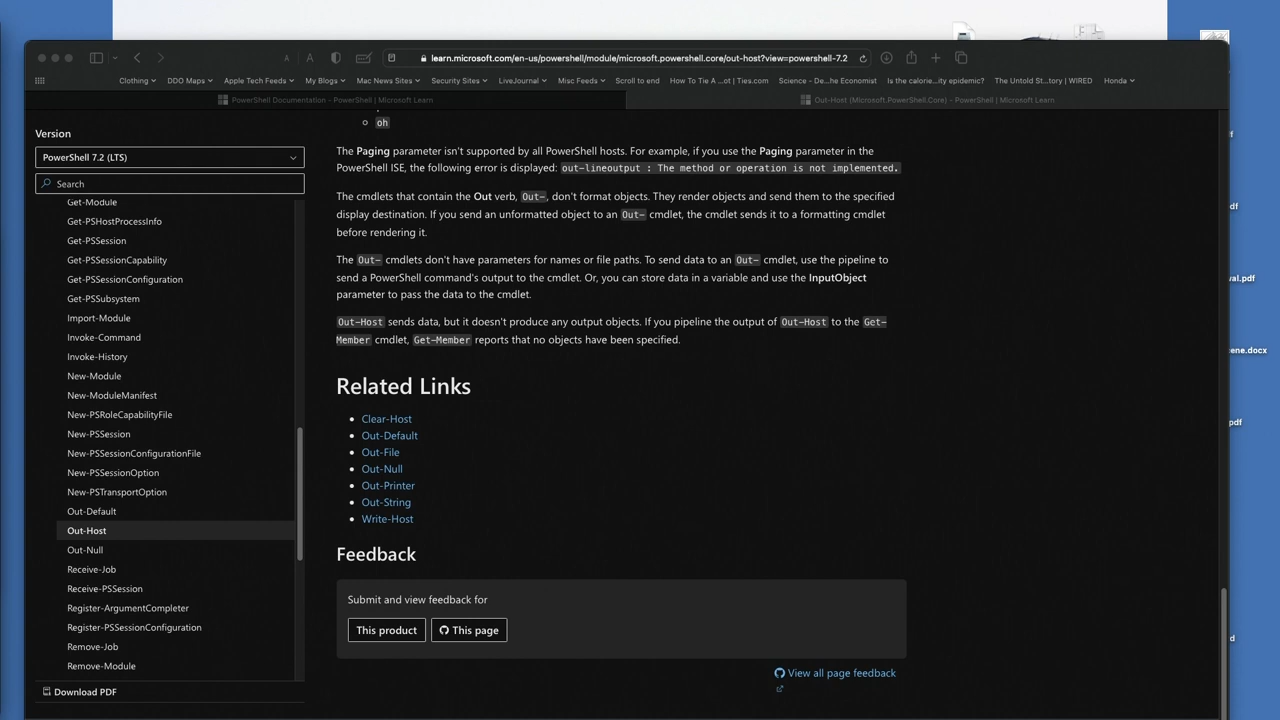 learn.microsoft.com/en-us/powershell/module/microsoft.powershell.core/out-host?view=powershell-7.2
Clothing DDO Maps Apple Tech Feeds My Blogs Mac News Sites Security Sites LiveJournal Misc Feeds Scroll to end How To Tie A ...ot | Ties.com Science - De...he Economist Is the calorie...ity epidemic? The Untold St...tory | WIRED Honda
PowerShell Documentation - PowerShell | Microsoft Learn
Out-Host (Microsoft.PowerShell.Core) - PowerShell | Microsoft Learn
Version
PowerShell 7.2 (LTS)
Search
Get-Module
Get-PSHostProcessInfo
Get-PSSession
Get-PSSessionCapability
Get-PSSessionConfiguration
Get-PSSubsystem
Import-Module
Invoke-Command
Invoke-History
New-Module
New-ModuleManifest
New-PSRoleCapabilityFile
New-PSSession
New-PSSessionConfigurationFile
New-PSSessionOption
New-PSTransportOption
Out-Default
Out-Host
Out-Null
Receive-Job
Receive-PSSession
Register-ArgumentCompleter
Register-PSSessionConfiguration
Remove-Job
Remove-Module
Download PDF
oh
The Paging parameter isn't supported by all PowerShell hosts. For example, if you use the Paging parameter in the
PowerShell ISE, the following error is displayed: out-lineoutput : The method or operation is not implemented.
The cmdlets that contain the Out verb, Out-, don't format objects. They render objects and send them to the specified
display destination. If you send an unformatted object to an Out- cmdlet, the cmdlet sends it to a formatting cmdlet
before rendering it.
The Out- cmdlets don't have parameters for names or file paths. To send data to an Out- cmdlet, use the pipeline to
send a PowerShell command's output to the cmdlet. Or, you can store data in a variable and use the InputObject
parameter to pass the data to the cmdlet.
Out-Host sends data, but it doesn't produce any output objects. If you pipeline the output of Out-Host to the Get-
Member cmdlet, Get-Member reports that no objects have been specified.
Related Links
Clear-Host
Out-Default
Out-File
Out-Null
Out-Printer
Out-String
Write-Host
Feedback
Submit and view feedback for
This product This page
View all page feedback
df
val.pdf
ene.docx
pdf